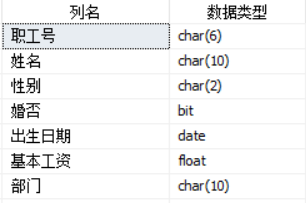 列名 数据类型
职工号 char(6)
姓名 char(10)
性别 char(2)
婚否 bit
出生日期 date
基本工资 float
部门 char(10)